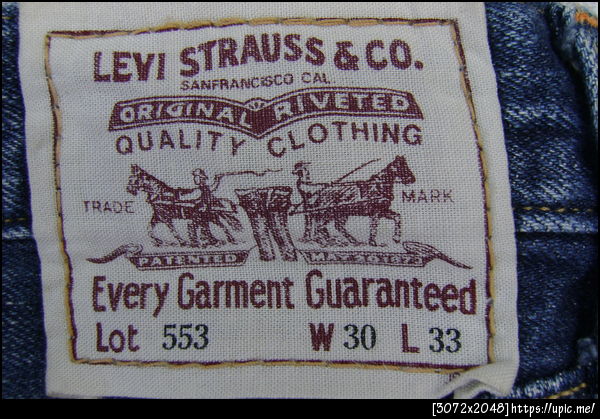 LEVI STRAUSS & CO.
SANFRANCISCO CAL.
ORIGINAL RIVETED
QUALITY CLOTHING
TRADE MARK
PATENTED MAY 20 1873
Every Garment Guaranteed
Lot 553 W 30 L 33
[3072x2048]https://upic.me/